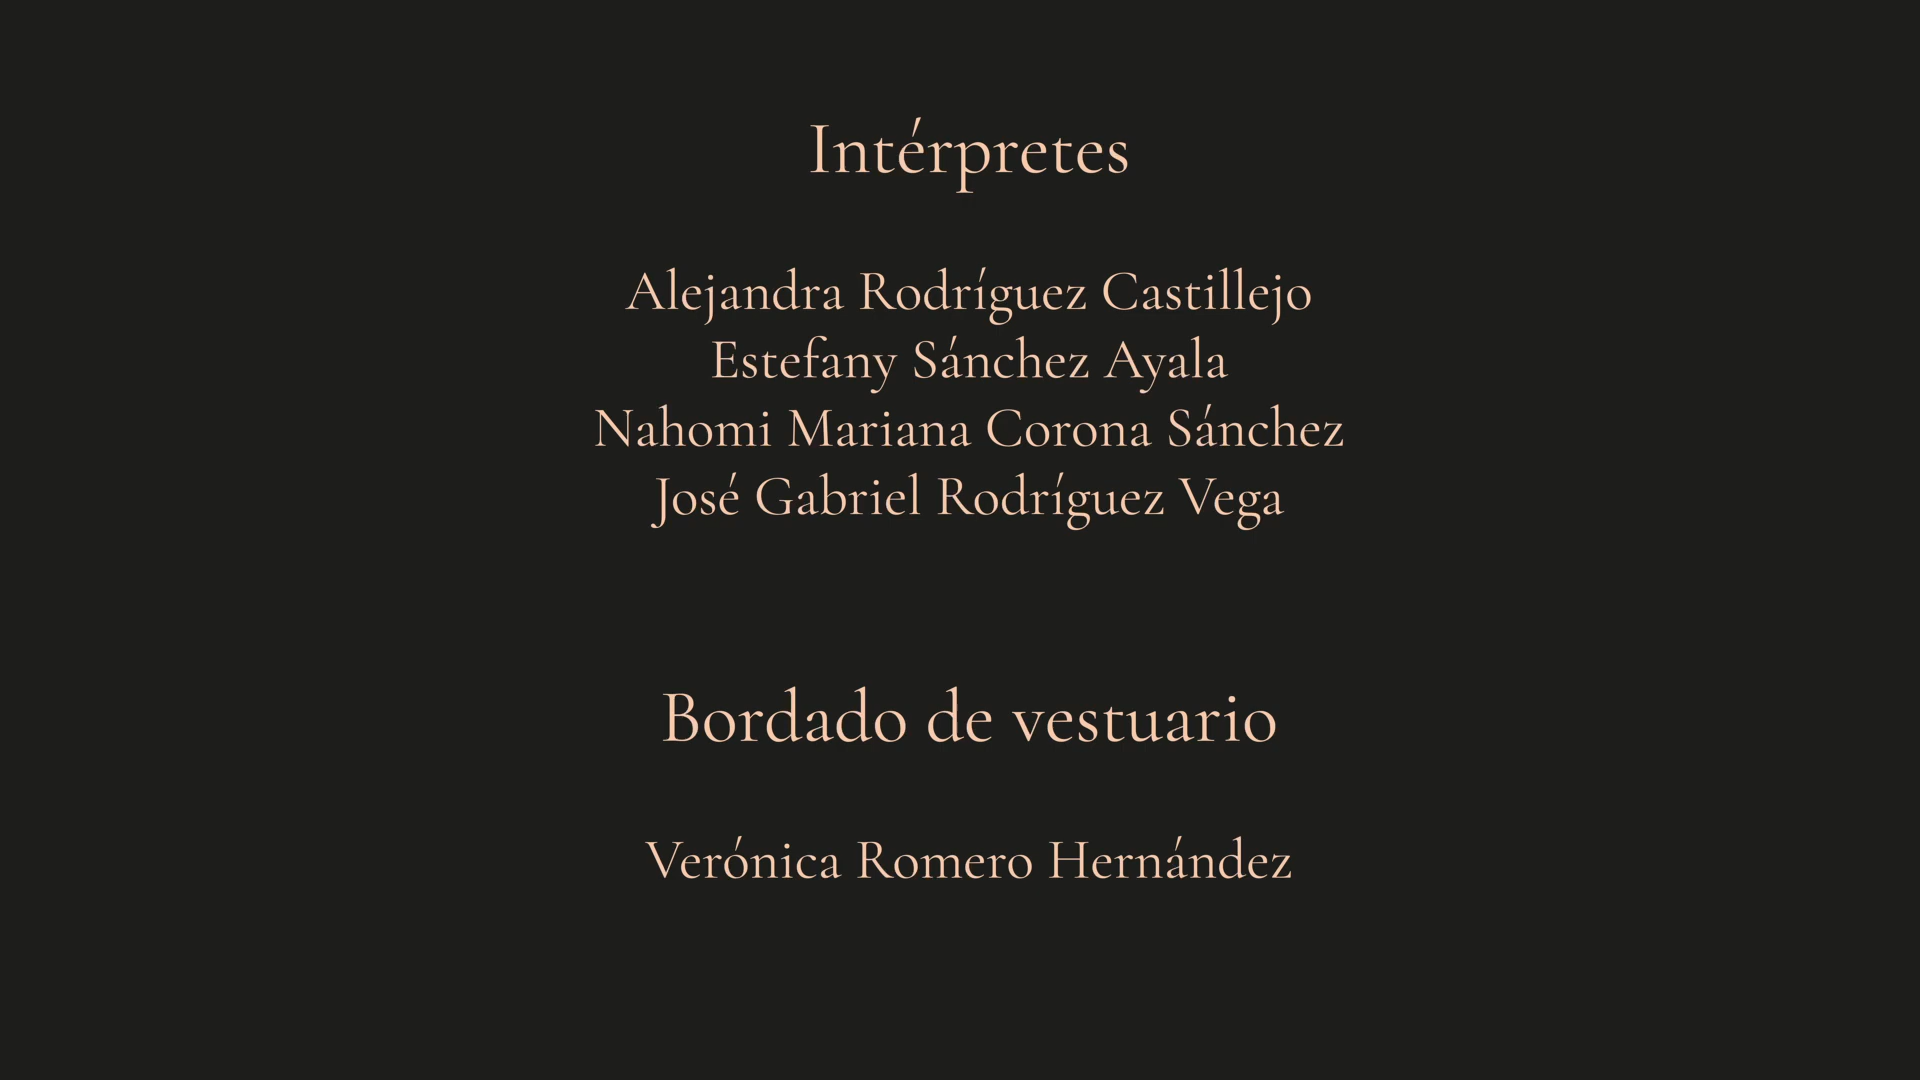 Intérpretes
Alejandra Rodríguez Castillejo
Estefany Sánchez Ayala
Nahomi Mariana Corona Sánchez
José Gabriel Rodríguez Vega
Bordado de vestuario
Verónica Romero Hernández